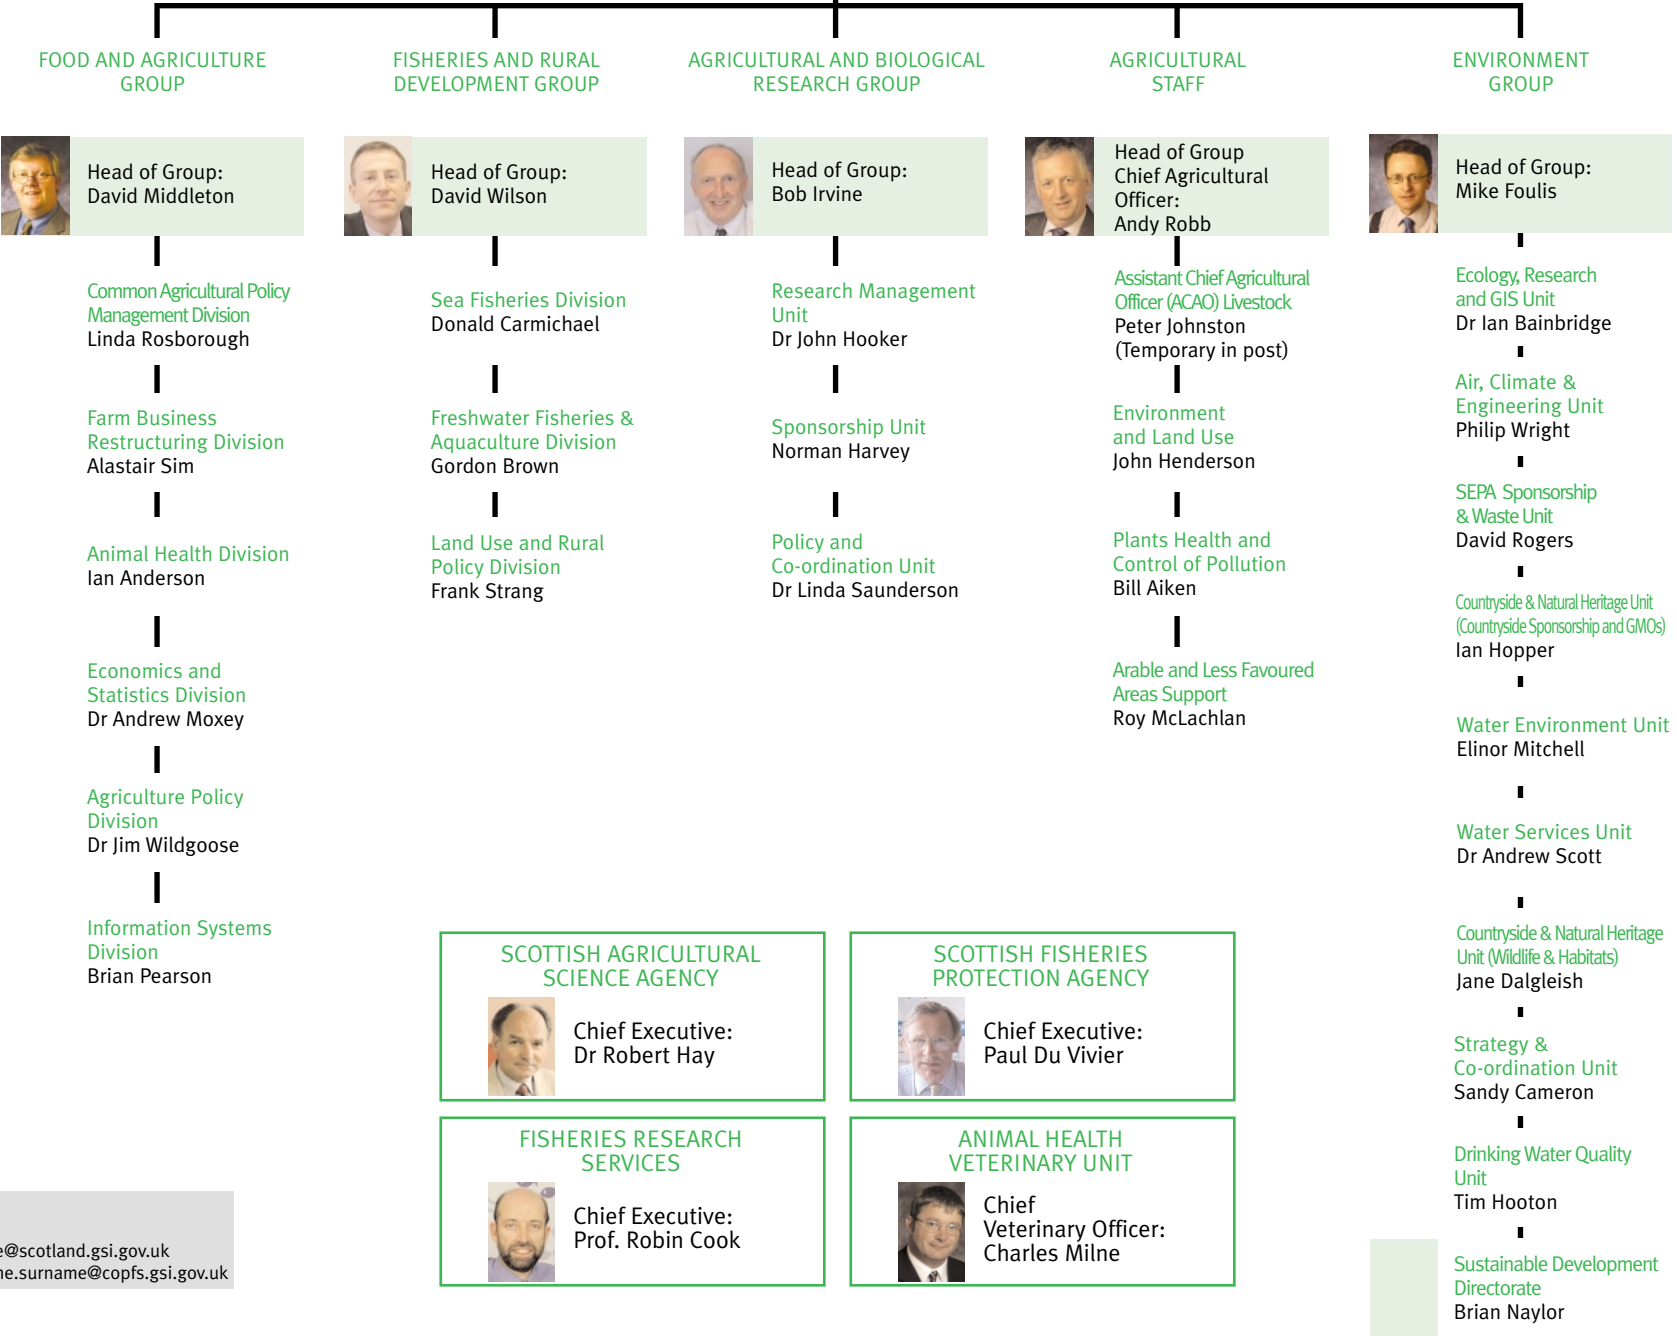 FOOD AND AGRICULTURE
GROUP
Head of Group:
David Middleton
Common Agricultural Policy
Management Division
Linda Rosborough
Farm Business
Restructuring Division
Alastair Sim
Animal Health Division
Ian Anderson
Economics and
Statistics Division
Dr Andrew Moxey
Agriculture Policy
Division
Dr Jim Wildgoose
Information Systems
Division
Brian Pearson
FISHERIES AND RURAL
DEVELOPMENT GROUP
Head of Group:
David Wilson
Sea Fisheries Division
Donald Carmichael
Freshwater Fisheries &
Aquaculture Division
Gordon Brown
Land Use and Rural
Policy Division
Frank Strang
AGRICULTURAL AND BIOLOGICAL
RESEARCH GROUP
Head of Group:
Bob Irvine
Research Management
Unit
Dr John Hooker
Sponsorship Unit
Norman Harvey
Policy and
Co-ordination Unit
Dr Linda Saunderson
AGRICULTURAL
STAFF
Head of Group
Chief Agricultural
Officer:
Andy Robb
Assistant Chief Agricultural
Officer (ACAO) Livestock
Peter Johnston
(Temporary in post)
Environment
and Land Use
John Henderson
Plants Health and
Control of Pollution
Bill Aiken
Arable and Less Favoured
Areas Support
Roy McLachlan
ENVIRONMENT
GROUP
Head of Group:
Mike Foulis
Ecology, Research
and GIS Unit
Dr Ian Bainbridge
Air, Climate &
Engineering Unit
Philip Wright
SEPA Sponsorship
& Waste Unit
David Rogers
Countryside & Natural Heritage Unit
(Countryside Sponsorship and GMOs)
Ian Hopper
Water Environment Unit
Elinor Mitchell
Water Services Unit
Dr Andrew Scott
Countryside & Natural Heritage
Unit (Wildlife & Habitats)
Jane Dalgleish
Strategy &
Co-ordination Unit
Sandy Cameron
Drinking Water Quality
Unit
Tim Hooton
Sustainable Development
Directorate
Brian Naylor
SCOTTISH AGRICULTURAL
SCIENCE AGENCY
Chief Executive:
Dr Robert Hay
SCOTTISH FISHERIES
PROTECTION AGENCY
Chief Executive:
Paul Du Vivier
FISHERIES RESEARCH
SERVICES
Chief Executive:
Prof. Robin Cook
ANIMAL HEALTH
VETERINARY UNIT
Chief
Veterinary Officer:
Charles Milne
e@scotland.gsi.gov.uk
ne.surname@copfs.gsi.gov.uk